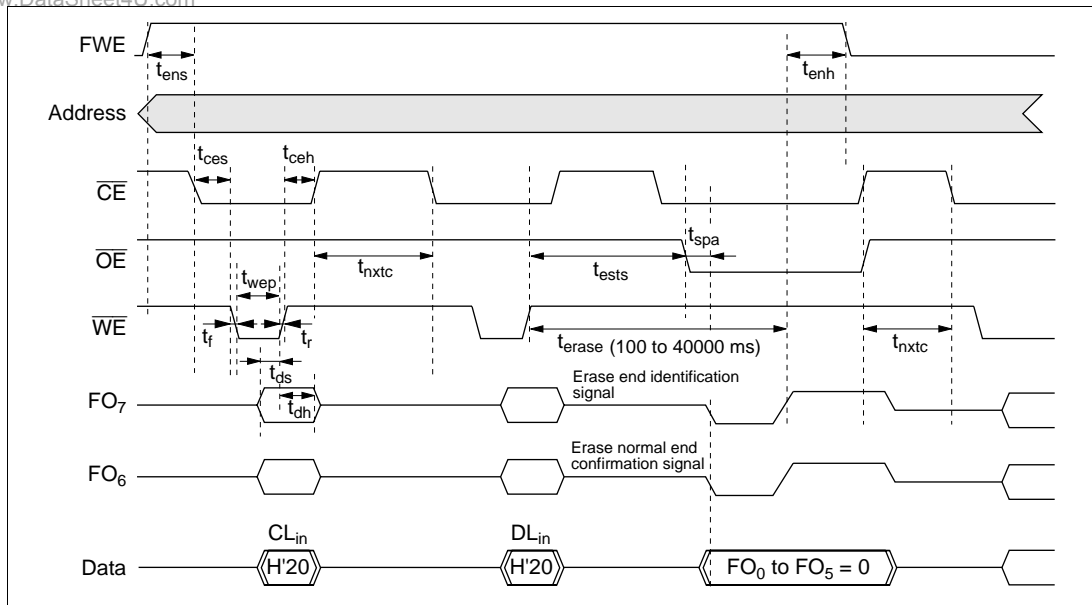 w.DataSheet4U.com
FWE
tens
tenh
Address
tces
tceh
CE
tspa
OE
twep
tnxtc
tests
WE
tf
tr
terase (100 to 40000 ms)
tnxtc
tds
tdh
Erase end identification
signal
FO7
Erase normal end
confirmation signal
FO6
CLin
DLin
Data
H'20
H'20
FO0 to FO5 = 0